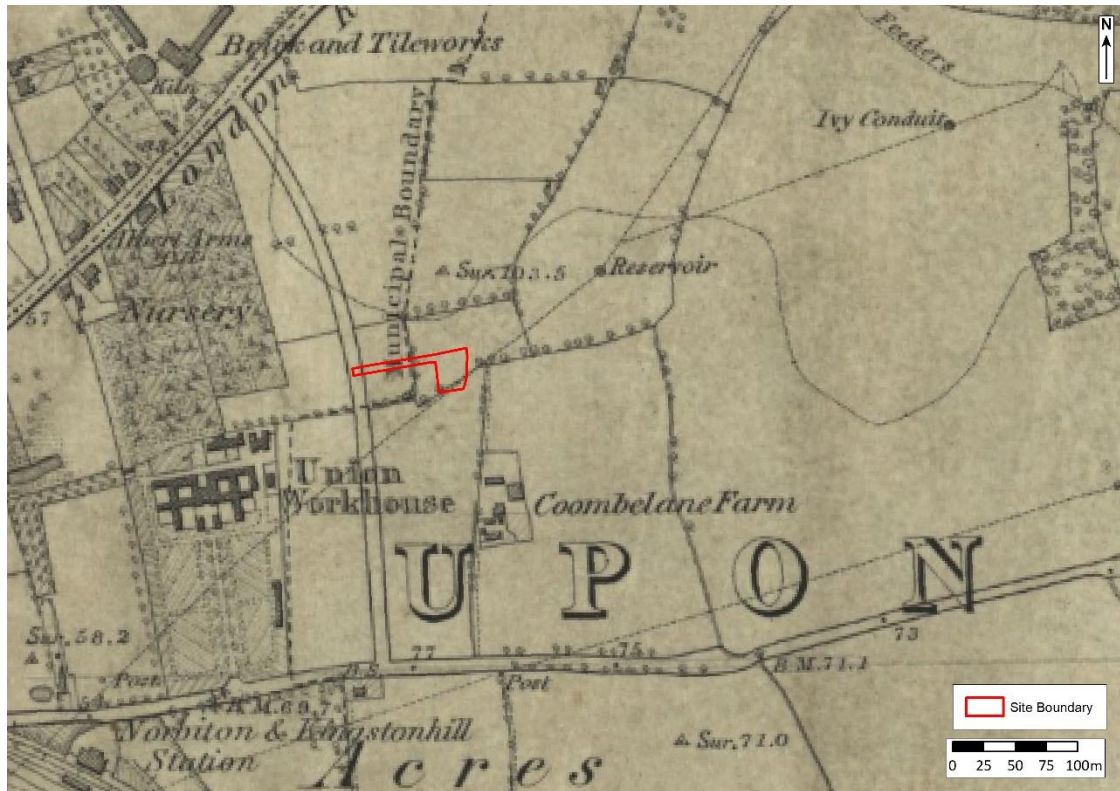 N
Feeders
Brick and Tileworks
Kiln
London
Ivy Conduit
Municipal Boundary
Albert Arms
Sur. 103.5
Reservoir
Nursery
57
Union
Workhouse
Coombelane Farm
UPON
Sur. 58.2
77
75
73
B.S.
Post
Post
B.M. 71.1
B.M. 69.7
Norbiton & Kingstonhill
Station
Sur. 71.0
Acres
Site Boundary
0 25 50 75 100m